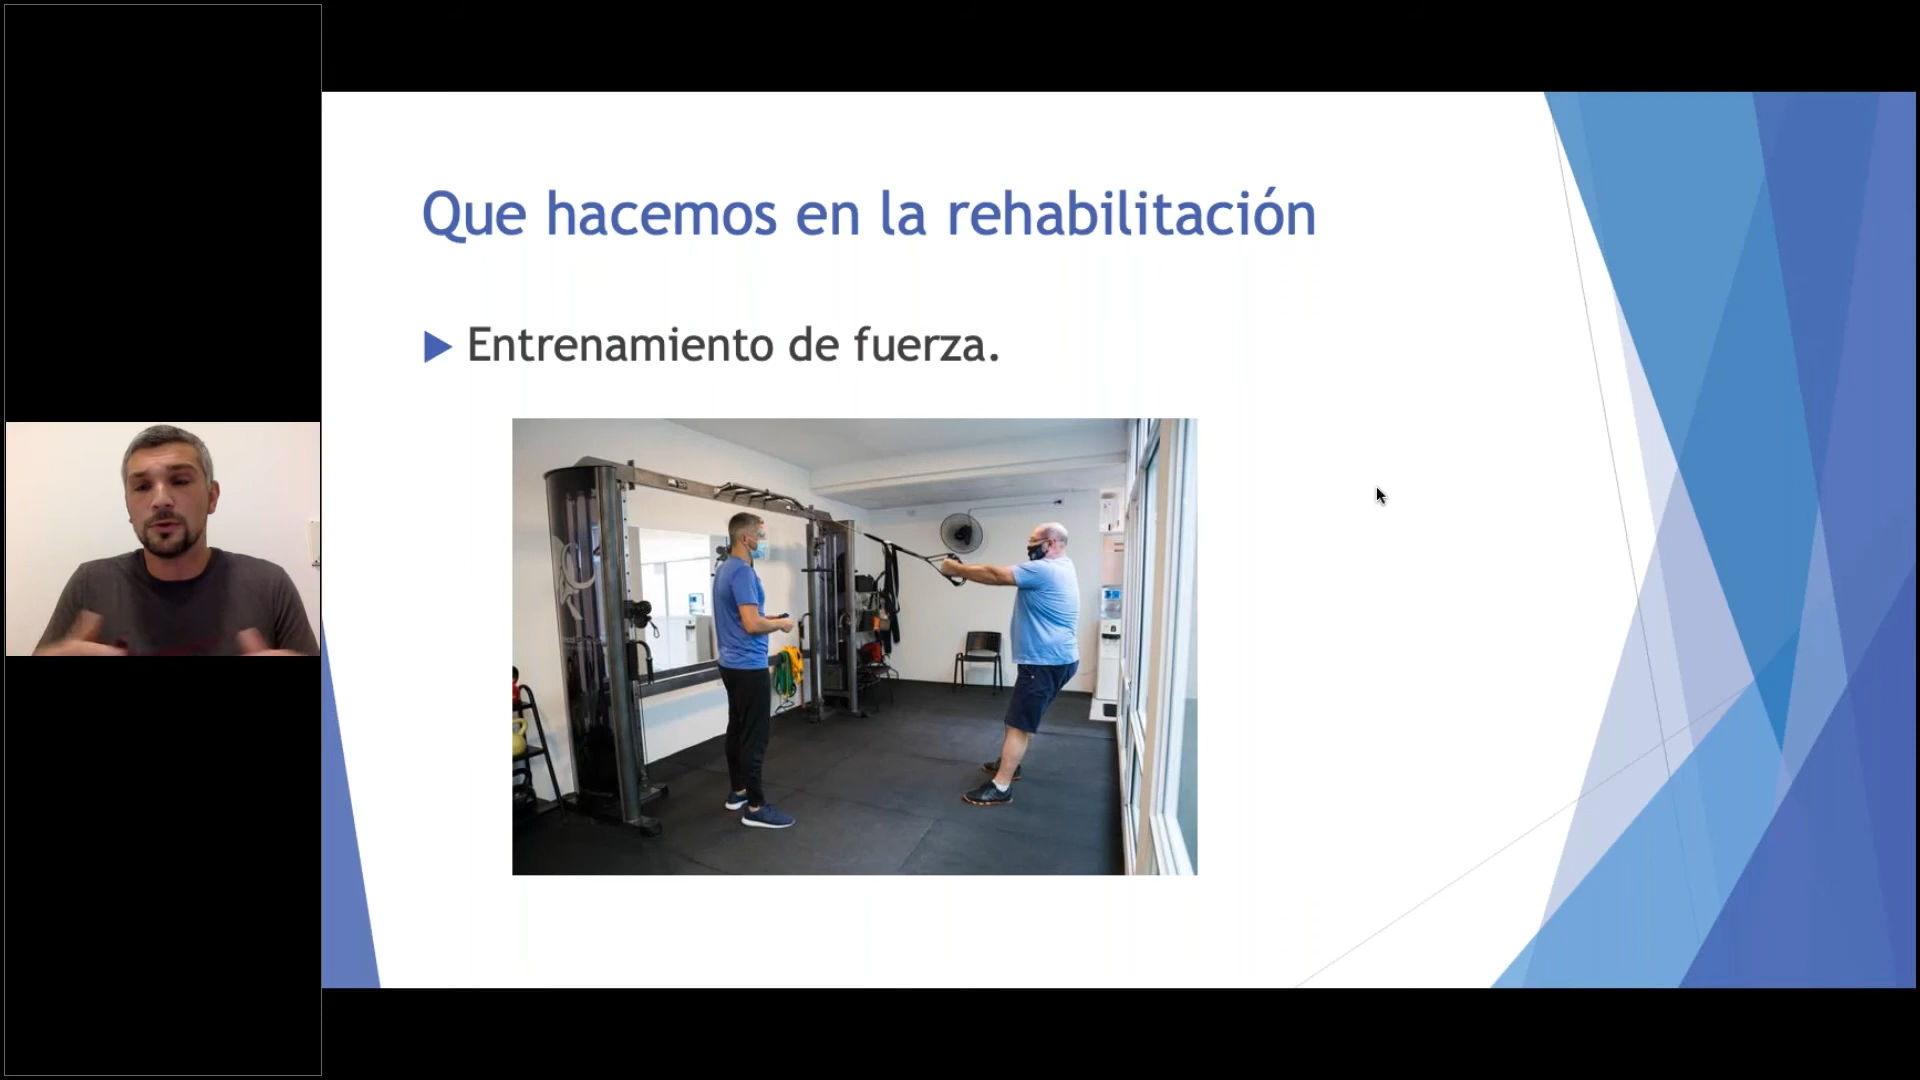 Que hacemos en la rehabilitación
Entrenamiento de fuerza.